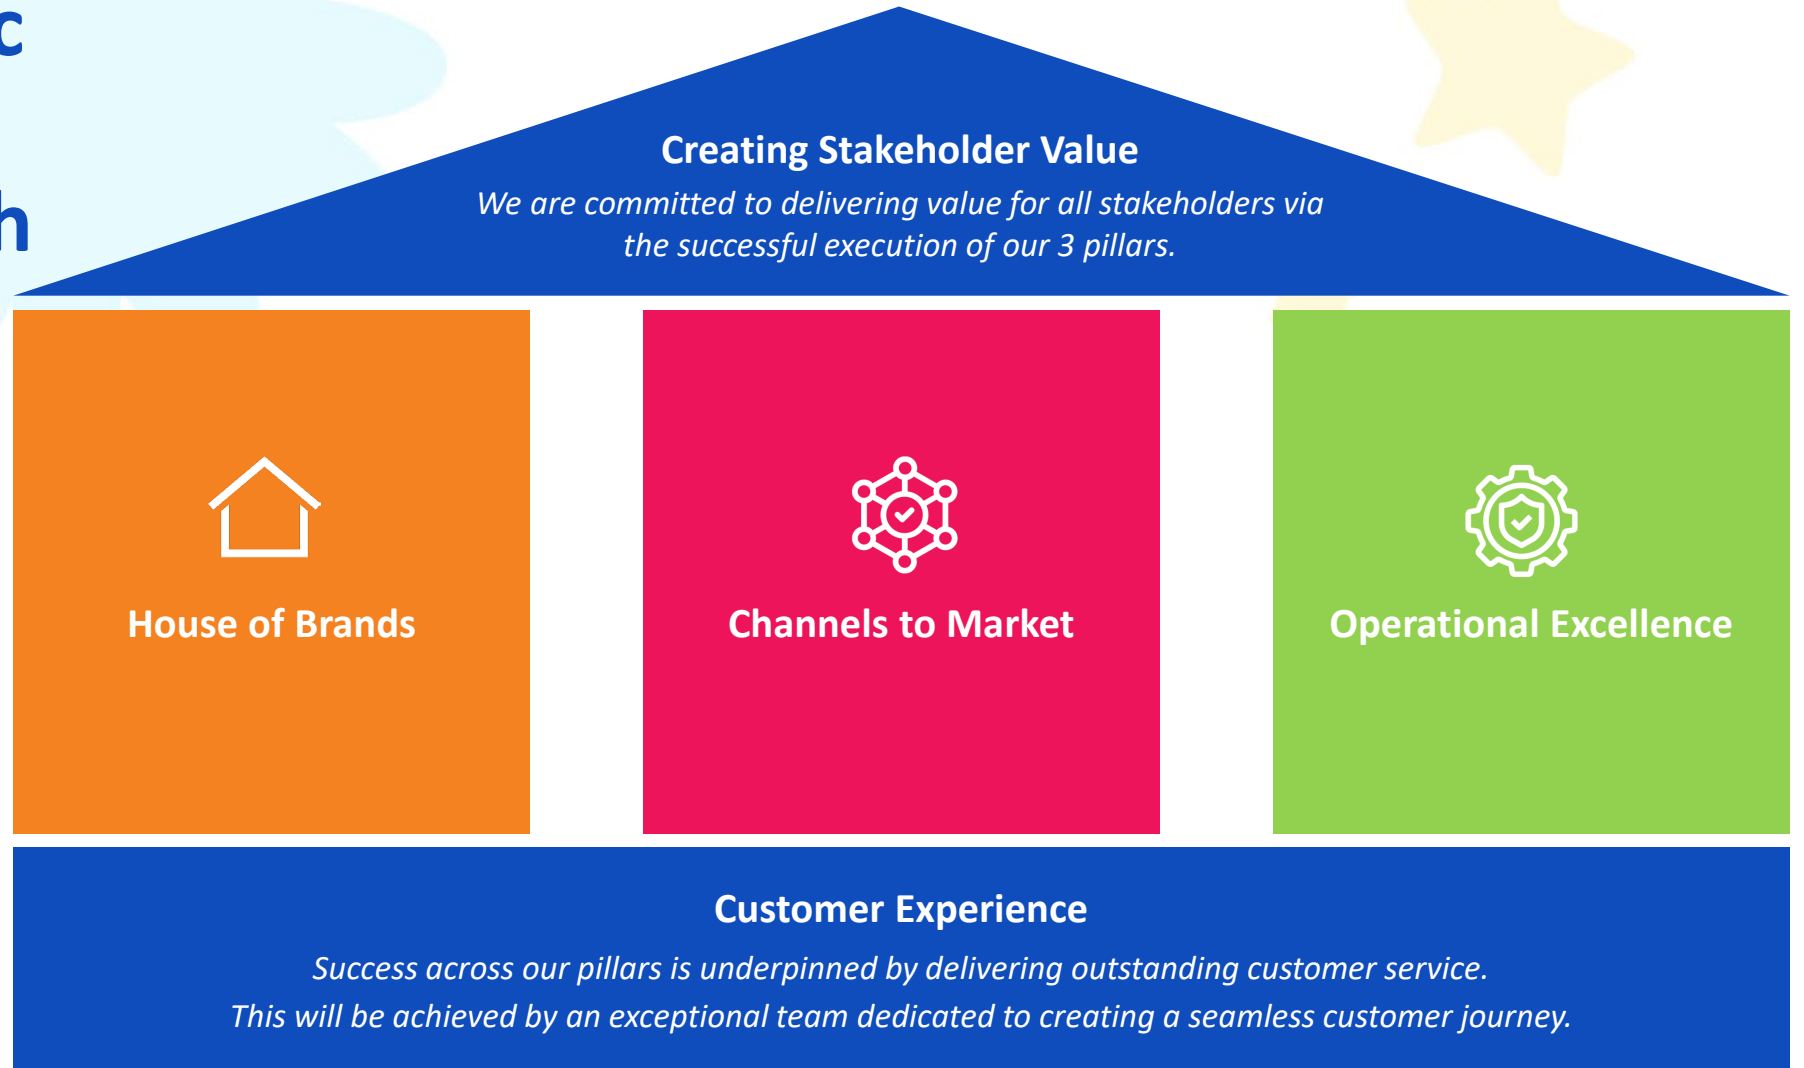 c
h
Creating Stakeholder Value
We are committed to delivering value for all stakeholders via
the successful execution of our 3 pillars.
House of Brands
Channels to Market
Operational Excellence
Customer Experience
Success across our pillars is underpinned by delivering outstanding customer service.
This will be achieved by an exceptional team dedicated to creating a seamless customer journey.